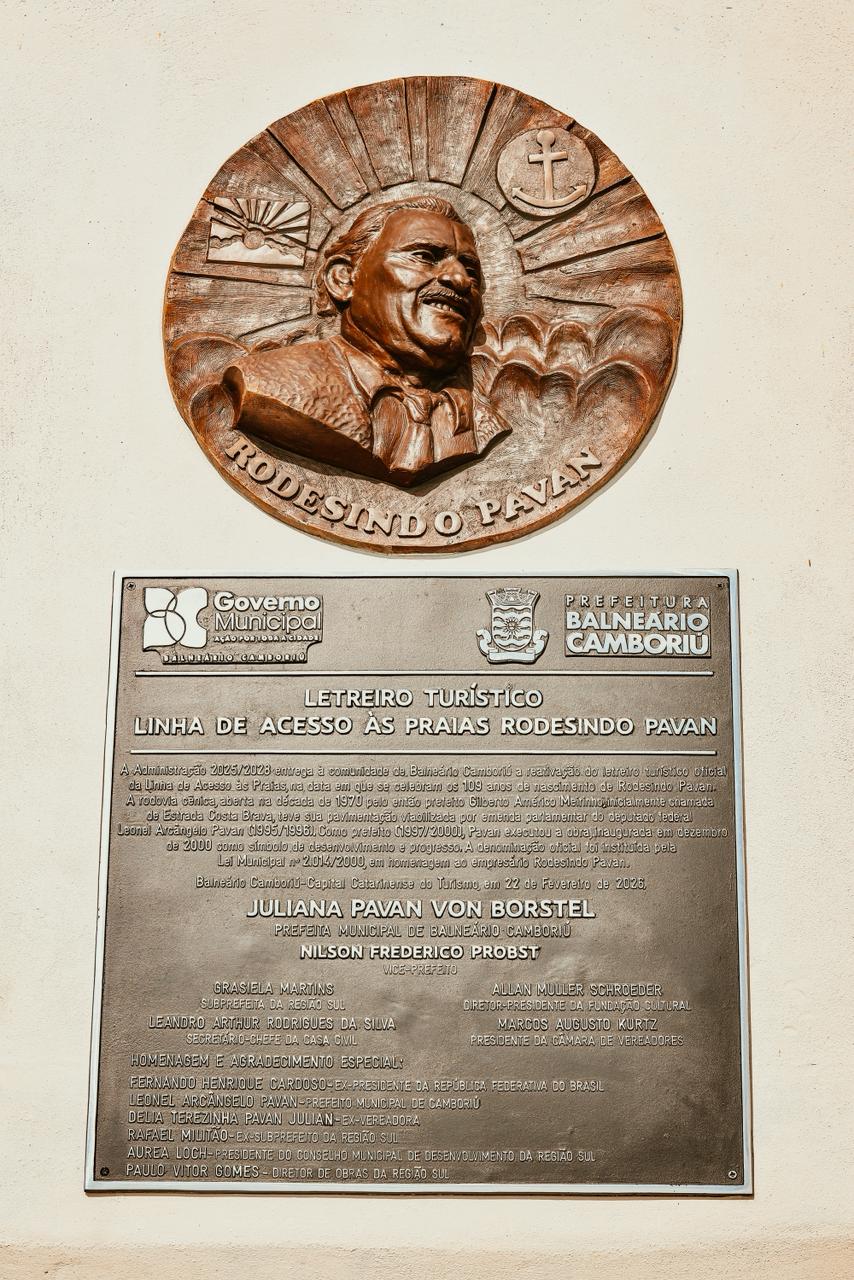 RODESINDO PAVAN
Governo
Municipal
AÇÃO POR TODA A CIDADE
BALNEÁRIO CAMBORIÚ
PREFEITURA
BALNEÁRIO
CAMBORIÚ
LETREIRO TURÍSTICO
LINHA DE ACESSO ÀS PRAIAS RODESINDO PAVAN
A Administração 2025/2028 entrega à comunidade de Balneário Camboriú a reativação do letreiro turístico oficial
da Linha de Acesso às Praias, na data em que se celebram os 109 anos de nascimento de Rodesindo Pavan.
A rodovia cênica, aberta na década de 1970 pelo então prefeito Gilberto Américo Meirinho, inicialmente chamada
de Estrada Costa Brava, teve sua pavimentação viabilizada por emenda parlamentar do deputado federal
Leonel Arcângelo Pavan (1995/1996). Como prefeito (1997/2000), Pavan executou a obra, inaugurada em dezembro
de 2000 como símbolo de desenvolvimento e progresso. A denominação oficial foi instituída pela
Lei Municipal nº 2.014/2000, em homenagem ao empresário Rodesindo Pavan.
Balneário Camboriú-Capital Catarinense do Turismo, em 22 de Fevereiro de 2026.
JULIANA PAVAN VON BORSTEL
PREFEITA MUNICIPAL DE BALNEÁRIO CAMBORIÚ
NILSON FREDERICO PROBST
VICE-PREFEITO
GRASIELA MARTINS
SUBPREFEITA DA REGIÃO SUL
ALLAN MULLER SCHROEDER
DIRETOR-PRESIDENTE DA FUNDAÇÃO CULTURAL
LEANDRO ARTHUR RODRIGUES DA SILVA
SECRETÁRIO-CHEFE DA CASA CIVIL
MARCOS AUGUSTO KURTZ
PRESIDENTE DA CÂMARA DE VEREADORES
HOMENAGEM E AGRADECIMENTO ESPECIAL:
FERNANDO HENRIQUE CARDOSO-EX-PRESIDENTE DA REPÚBLICA FEDERATIVA DO BRASIL
LEONEL ARCÂNGELO PAVAN-PREFEITO MUNICIPAL DE CAMBORIÚ
DELIA TEREZINHA PAVAN JULIAN-EX-VEREADORA
RAFAEL MILITÃO-EX-SUBPREFEITO DA REGIÃO SUL
AUREA LOCH-PRESIDENTE DO CONSELHO MUNICIPAL DE DESENVOLVIMENTO DA REGIÃO SUL
PAULO VITOR GOMES - DIRETOR DE OBRAS DA REGIÃO SUL